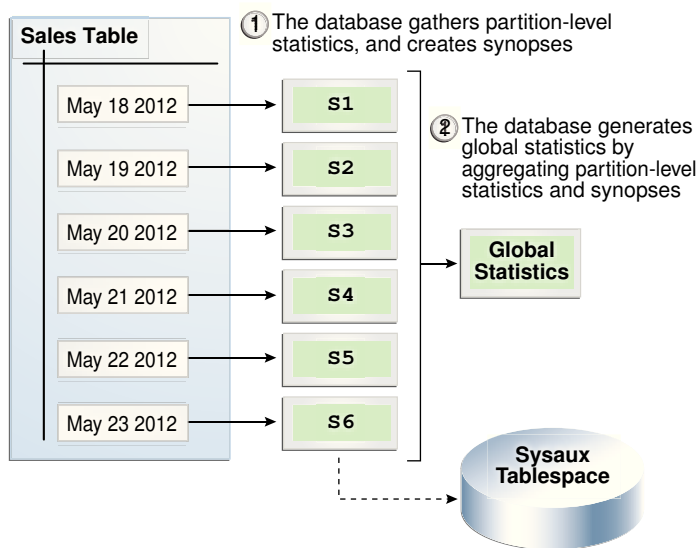 Sales Table
1 The database gathers partition-level
statistics, and creates synopses
May 18 2012
S1
May 19 2012
S2
2 The database generates
global statistics by
aggregating partition-level
statistics and synopses
May 20 2012
S3
Global
Statistics
May 21 2012
S4
May 22 2012
S5
May 23 2012
S6
Sysaux
Tablespace